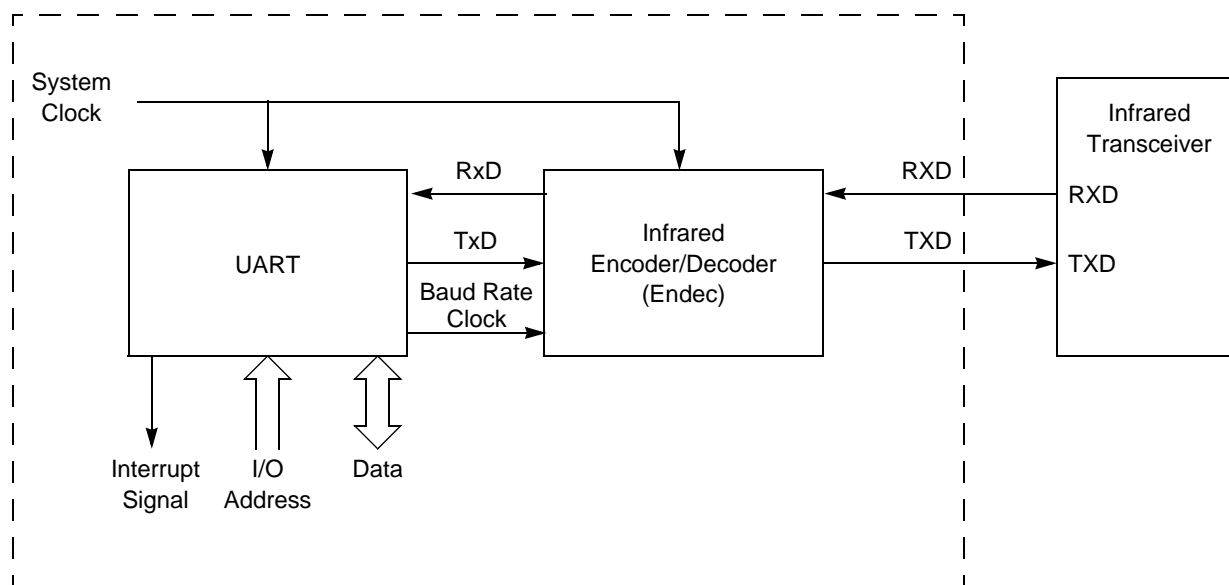 System
Clock
Infrared
Transceiver
RxD
RXD
RXD
TxD
Infrared
Encoder/Decoder
(Endec)
UART
TXD
TXD
Baud Rate
Clock
Interrupt
Signal
I/O
Address
Data